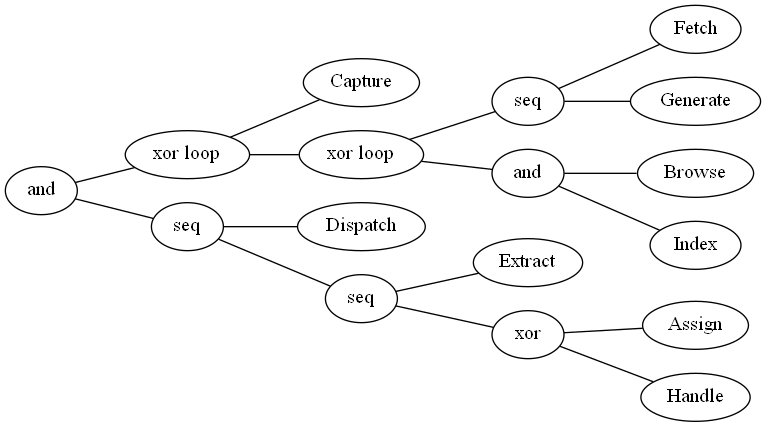 Fetch
Capture
seq
Generate
xor loop
xor loop
and
Browse
and
Index
seq
Dispatch
Extract
seq
xor
Assign
Handle